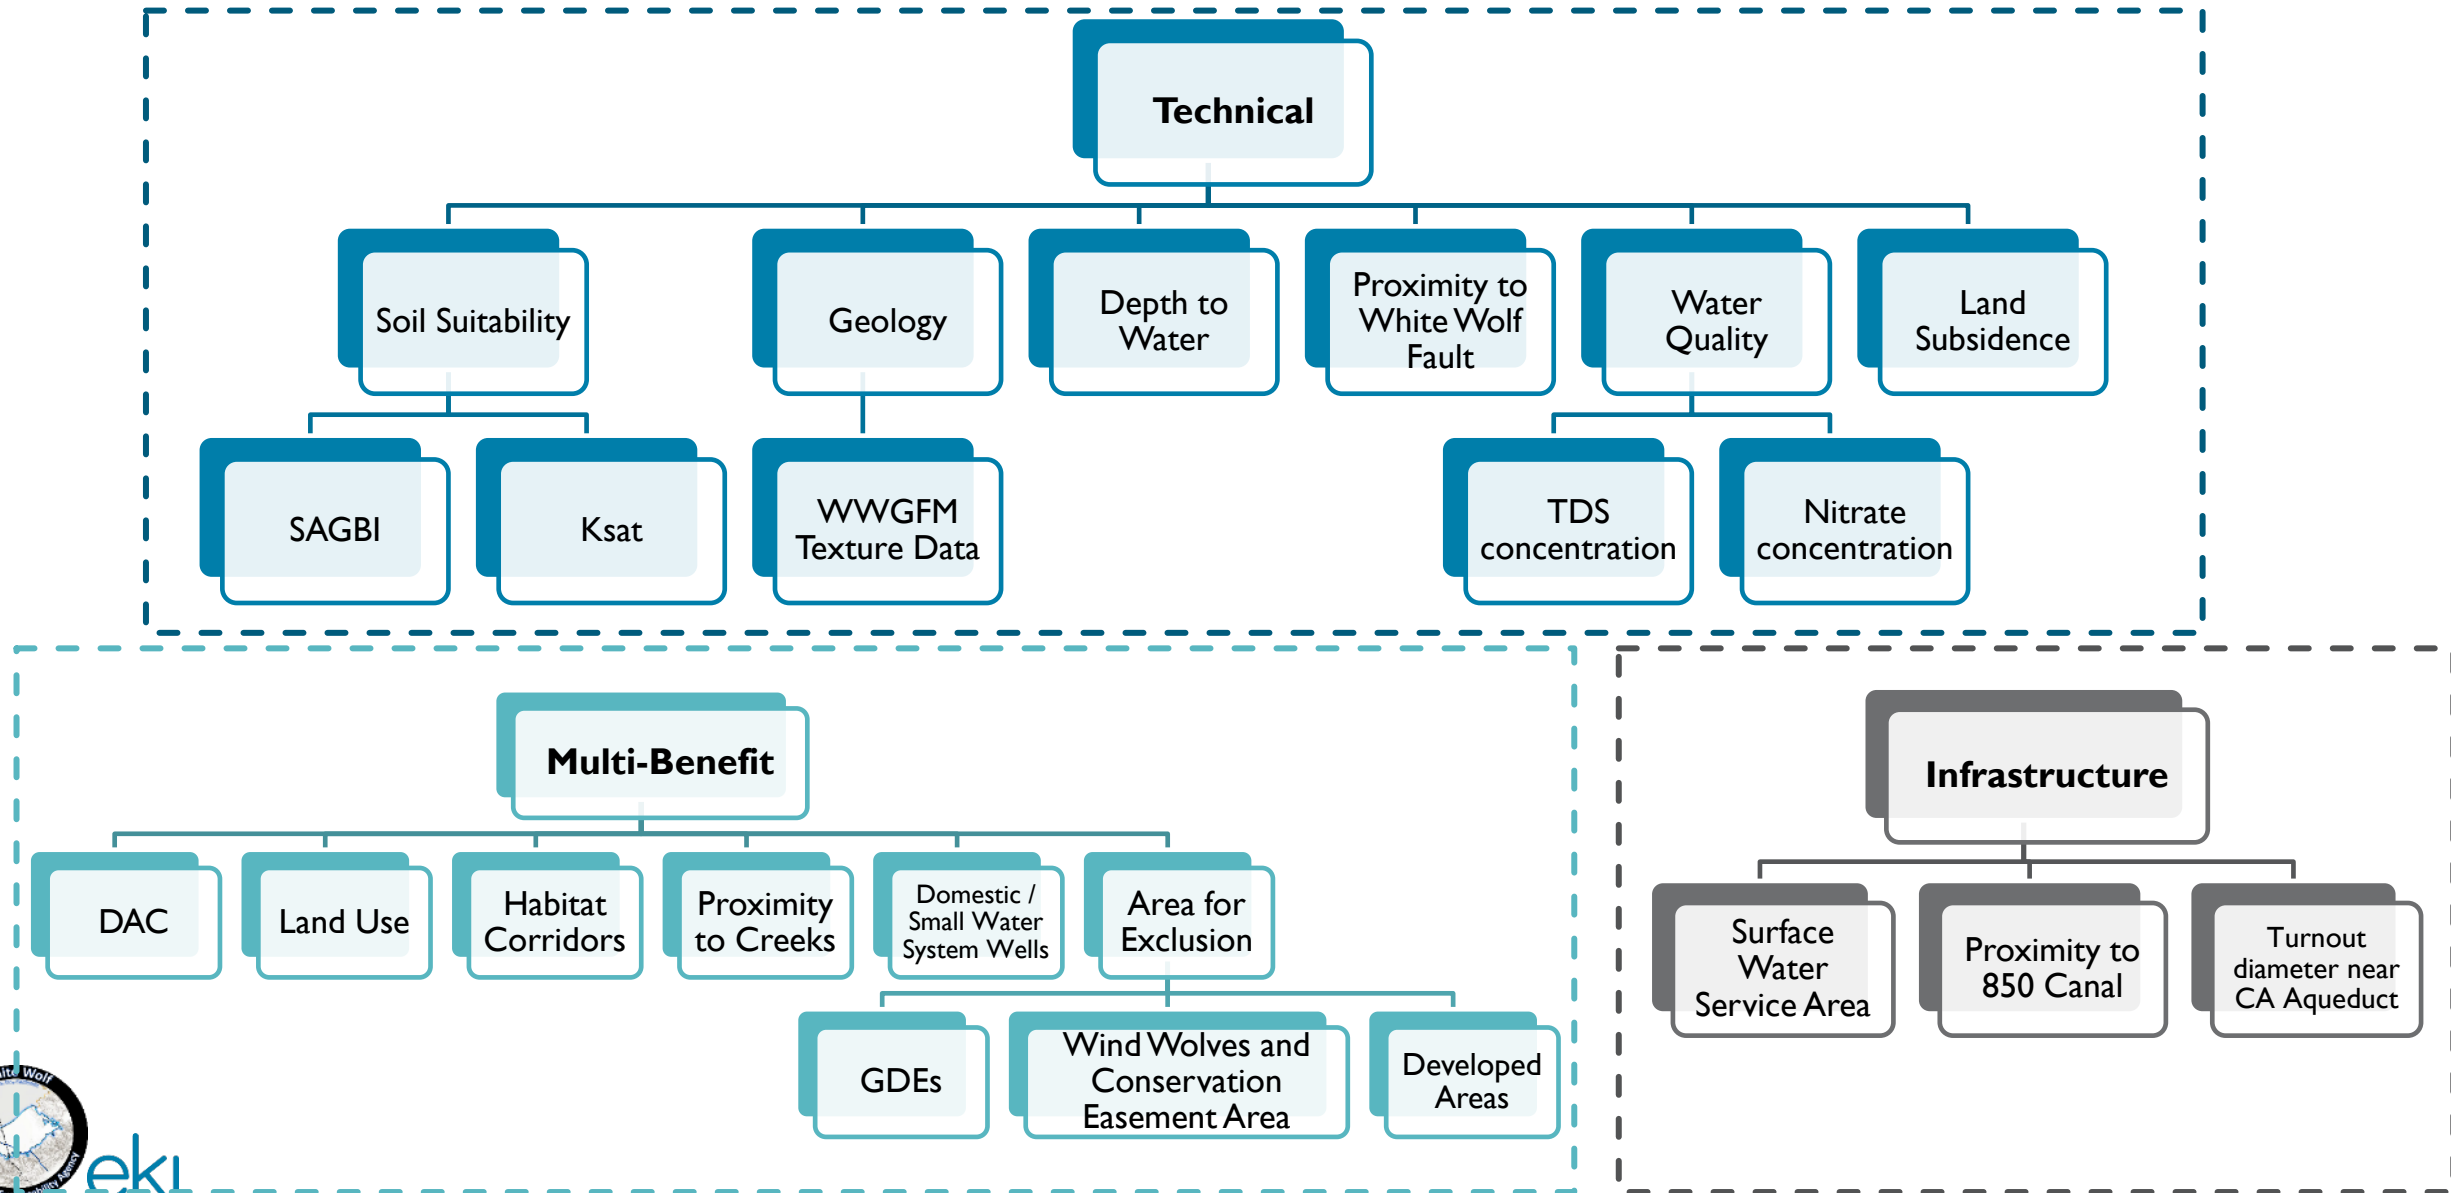 Technical
Soil Suitability
Geology
Depth to
Water
Proximity to
White Wolf
Fault
Water
Quality
Land
Subsidence
SAGBI
Ksat
WWGFM
Texture Data
TDS
concentration
Nitrate
concentration
Multi-Benefit
DAC
Land Use
Habitat
Corridors
Proximity
to Creeks
Domestic /
Small Water
System Wells
Area for
Exclusion
GDEs
Wind Wolves and
Conservation
Easement Area
Developed
Areas
Infrastructure
Surface
Water
Service Area
Proximity to
850 Canal
Turnout
diameter near
CA Aqueduct
Wolf
Agency
eki